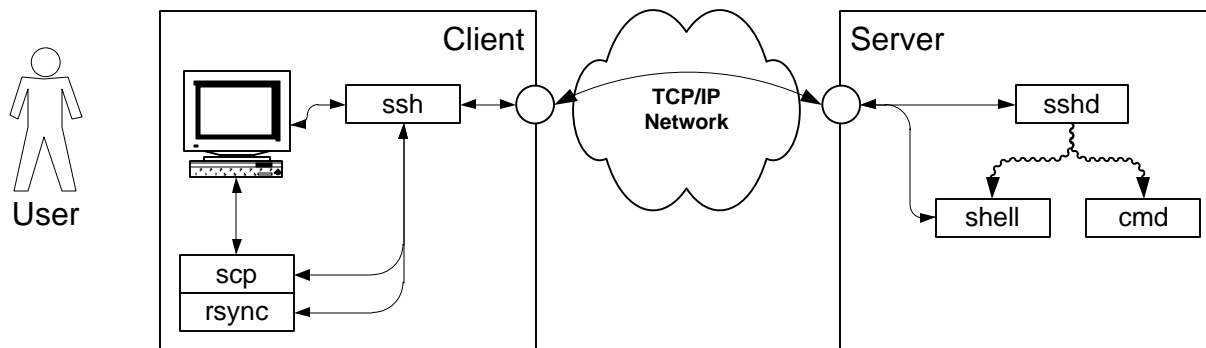 User
Client
ssh
scp
rsync
TCP/IP
Network
Server
sshd
shell
cmd